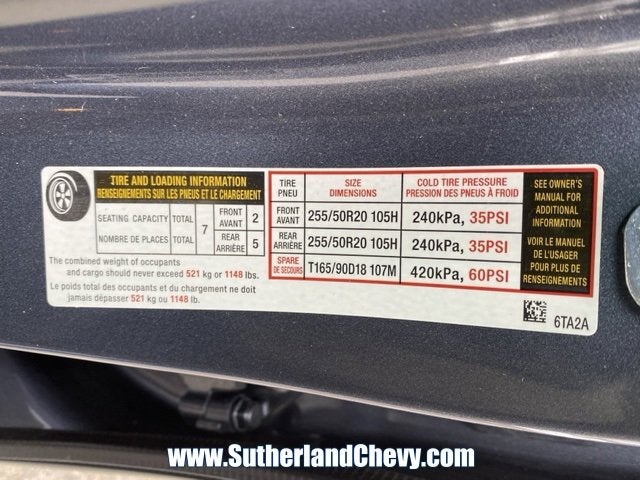 TIRE AND LOADING INFORMATION
RENSEIGNEMENTS SUR LES PNEUS ET LE CHARGEMENT
SEATING CAPACITY TOTAL 7 FRONT AVANT 2
NOMBRE DE PLACES TOTAL REAR ARRIÈRE 5
The combined weight of occupants
and cargo should never exceed 521 kg or 1148 lbs.
Le poids total des occupants et du chargement ne doit
jamais dépasser 521 kg ou 1148 lb.
TIRE PNEU SIZE DIMENSIONS COLD TIRE PRESSURE PRESSION DES PNEUS À FROID
FRONT AVANT 255/50R20 105H 240kPa, 35PSI
REAR ARRIÈRE 255/50R20 105H 240kPa, 35PSI
SPARE DE SECOURS T165/90D18 107M 420kPa, 60PSI
SEE OWNER'S
MANUAL FOR
ADDITIONAL
INFORMATION
VOIR LE MANUEL
DE L'USAGER
POUR PLUS DE
RENSEIGNEMENTS
6TA2A
www.SutherlandChevy.com